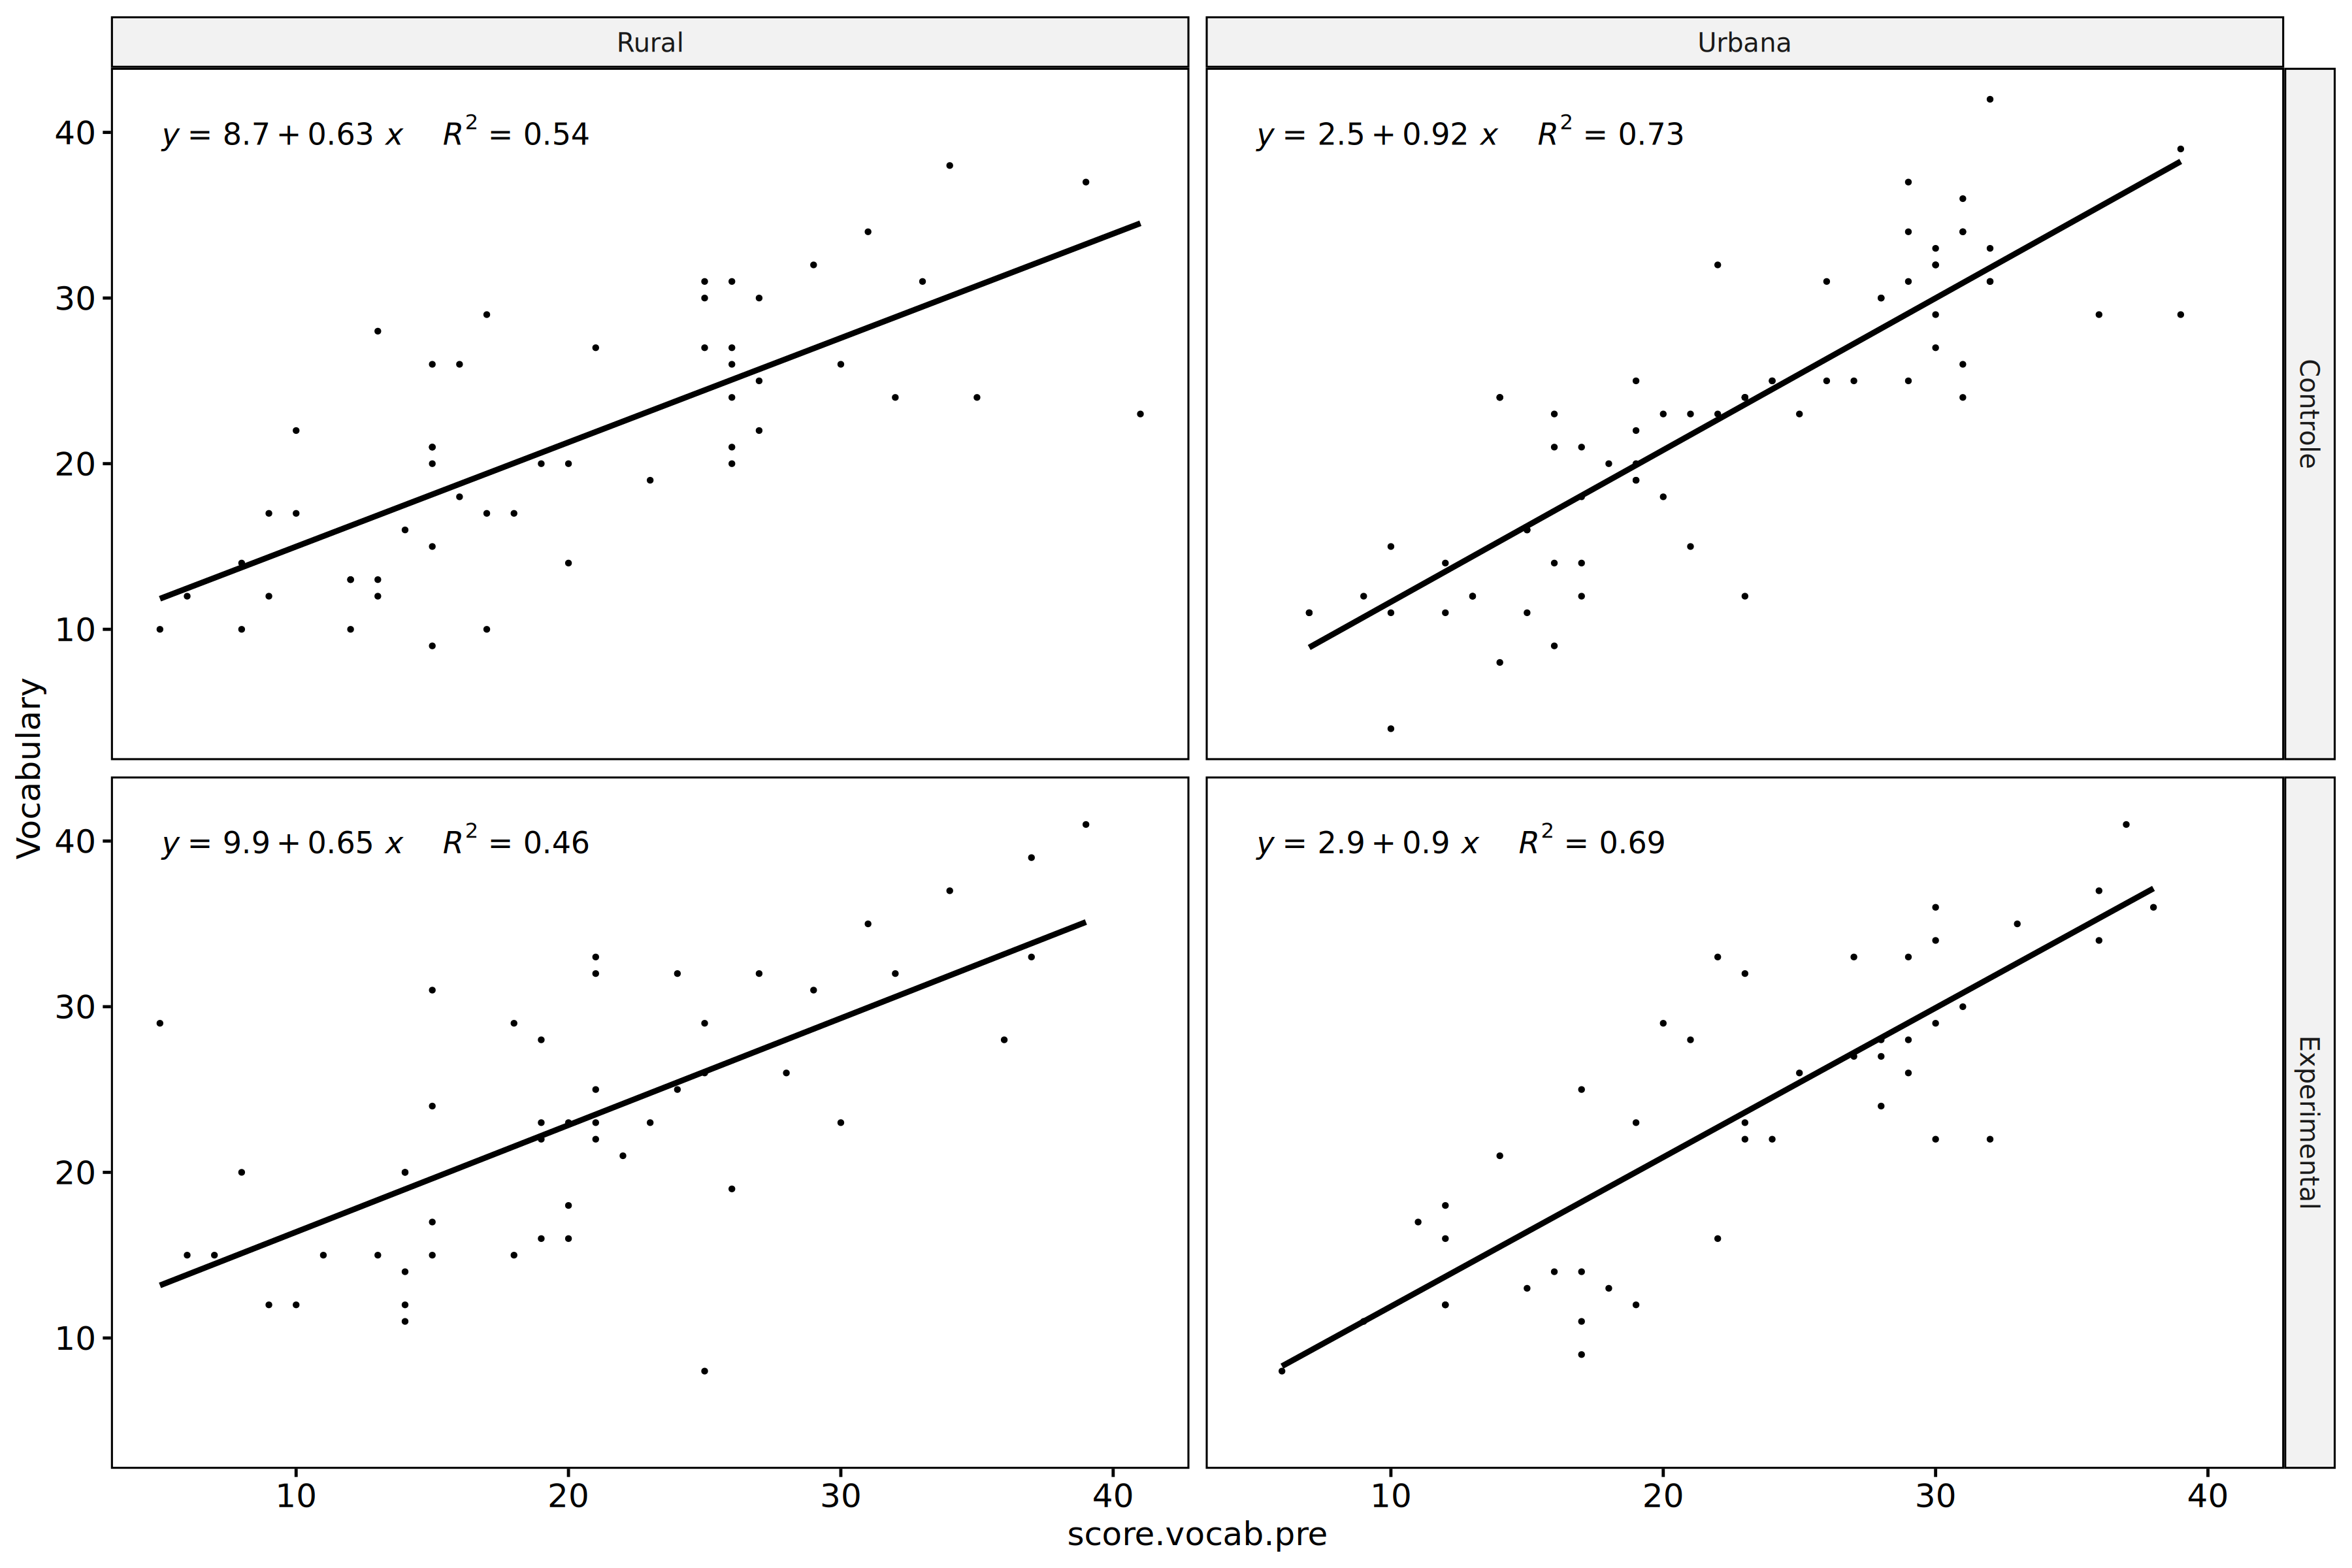 Rural
Urbana
y = 8.7 + 0.63 x R² = 0.54
y = 2.5 + 0.92 x R² = 0.73
Controle
40
30
20
10
Vocabulary
y = 9.9 + 0.65 x R² = 0.46
y = 2.9 + 0.9 x R² = 0.69
Experimental
40
30
20
10
10 20 30 40 10 20 30 40
score.vocab.pre